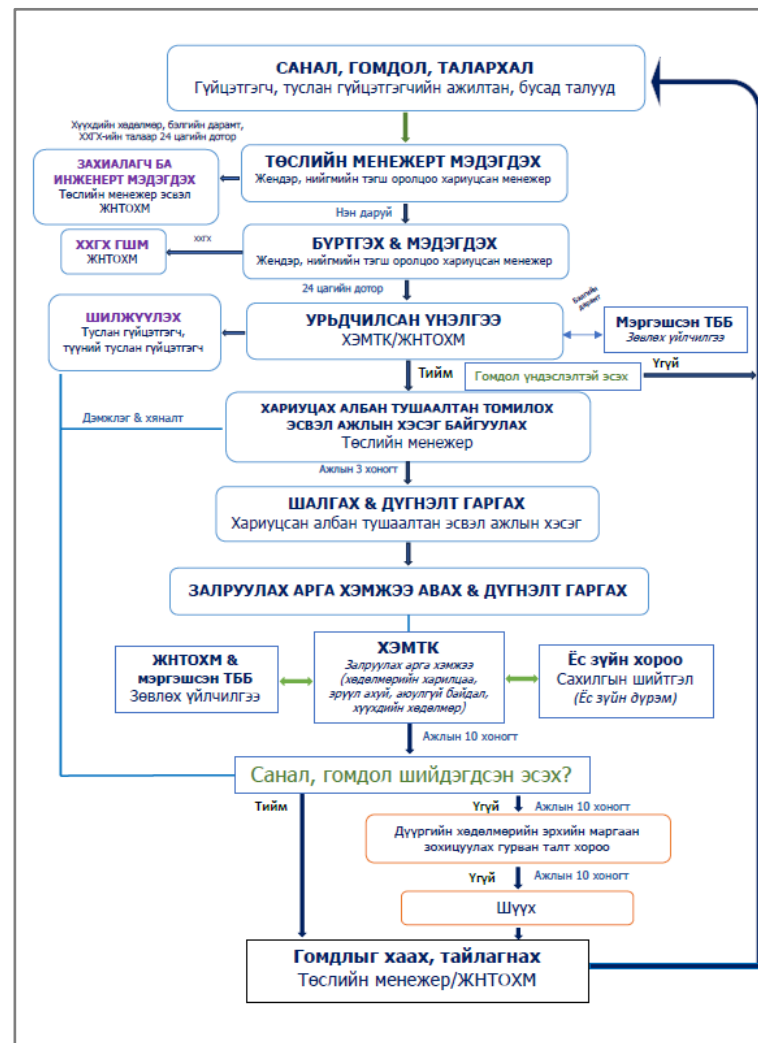 САНАЛ, ГОМДОЛ, ТАЛАРХАЛ
Гүйцэтгэгч, туслан гүйцэтгэгчийн ажилтан, бусад талууд
Хүүхдийн хөдөлмөр, бэлгийн дарамт,
ХХГХ-ийн талаар 24 цагийн дотор
ЗАХИАЛАГЧ БА
ИНЖЕНЕРТ МЭДЭГДЭХ
Төслийн менежер эсвэл
ЖНТОХМ
ТӨСЛИЙН МЕНЕЖЕРТ МЭДЭГДЭХ
Жендэр, нийгмийн тэгш оролцоо хариуцсан менежер
Нэн даруй
ХХГХ ГШМ
ЖНТОХМ
ХХГХ
БҮРТГЭХ & МЭДЭГДЭХ
Жендэр, нийгмийн тэгш оролцоо хариуцсан менежер
24 цагийн дотор
ШИЛЖҮҮЛЭХ
Туслан гүйцэтгэгч,
түүний туслан гүйцэтгэгч
УРЬДЧИЛСАН ҮНЭЛГЭЭ
ХЭМТК/ЖНТОХМ
Бэлгийн
дарамт
Мэргэшсэн ТББ
Зөвлөх үйлчилгээ
Тийм
Гомдол үндэслэлтэй эсэх
Үгүй
Дэмжлэг & хяналт
ХАРИУЦАХ АЛБАН ТУШААЛТАН ТОМИЛОХ
ЭСВЭЛ АЖЛЫН ХЭСЭГ БАЙГУУЛАХ
Төслийн менежер
Ажлын 3 хоногт
ШАЛГАХ & ДҮГНЭЛТ ГАРГАХ
Хариуцсан албан тушаалтан эсвэл ажлын хэсэг
ЗАЛРУУЛАХ АРГА ХЭМЖЭЭ АВАХ & ДҮГНЭЛТ ГАРГАХ
ЖНТОХМ &
мэргэшсэн ТББ
Зөвлөх үйлчилгээ
ХЭМТК
Залруулах арга хэмжээ
(хөдөлмөрийн харилцаа,
эрүүл ахуй, аюулгүй байдал,
хүүхдийн хөдөлмөр)
Ёс зүйн хороо
Сахилгын шийтгэл
(Ёс зүйн дүрэм)
Ажлын 10 хоногт
Санал, гомдол шийдэгдсэн эсэх?
Тийм
Үгүй
Ажлын 10 хоногт
Дүүргийн хөдөлмөрийн эрхийн маргаан
зохицуулах гурван талт хороо
Үгүй
Ажлын 10 хоногт
Шүүх
Гомдлыг хаах, тайлагнах
Төслийн менежер/ЖНТОХМ